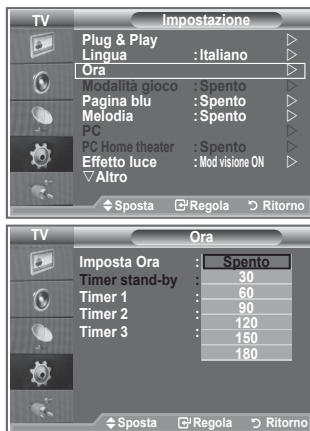 TV Impostazione
Plug & Play
Lingua : Italiano
Ora
Modalità gioco : Spento
Pagina blu : Spento
Melodia : Spento
PC
PC Home theater : Spento
Effetto luce : Mod visione ON
▽Altro
Sposta Regola Ritorno
TV Ora
Imposta Ora : Spento
Timer stand-by : 30
Timer 1 : 60
Timer 2 : 90
Timer 3 : 120
150
180
Sposta Regola Ritorno